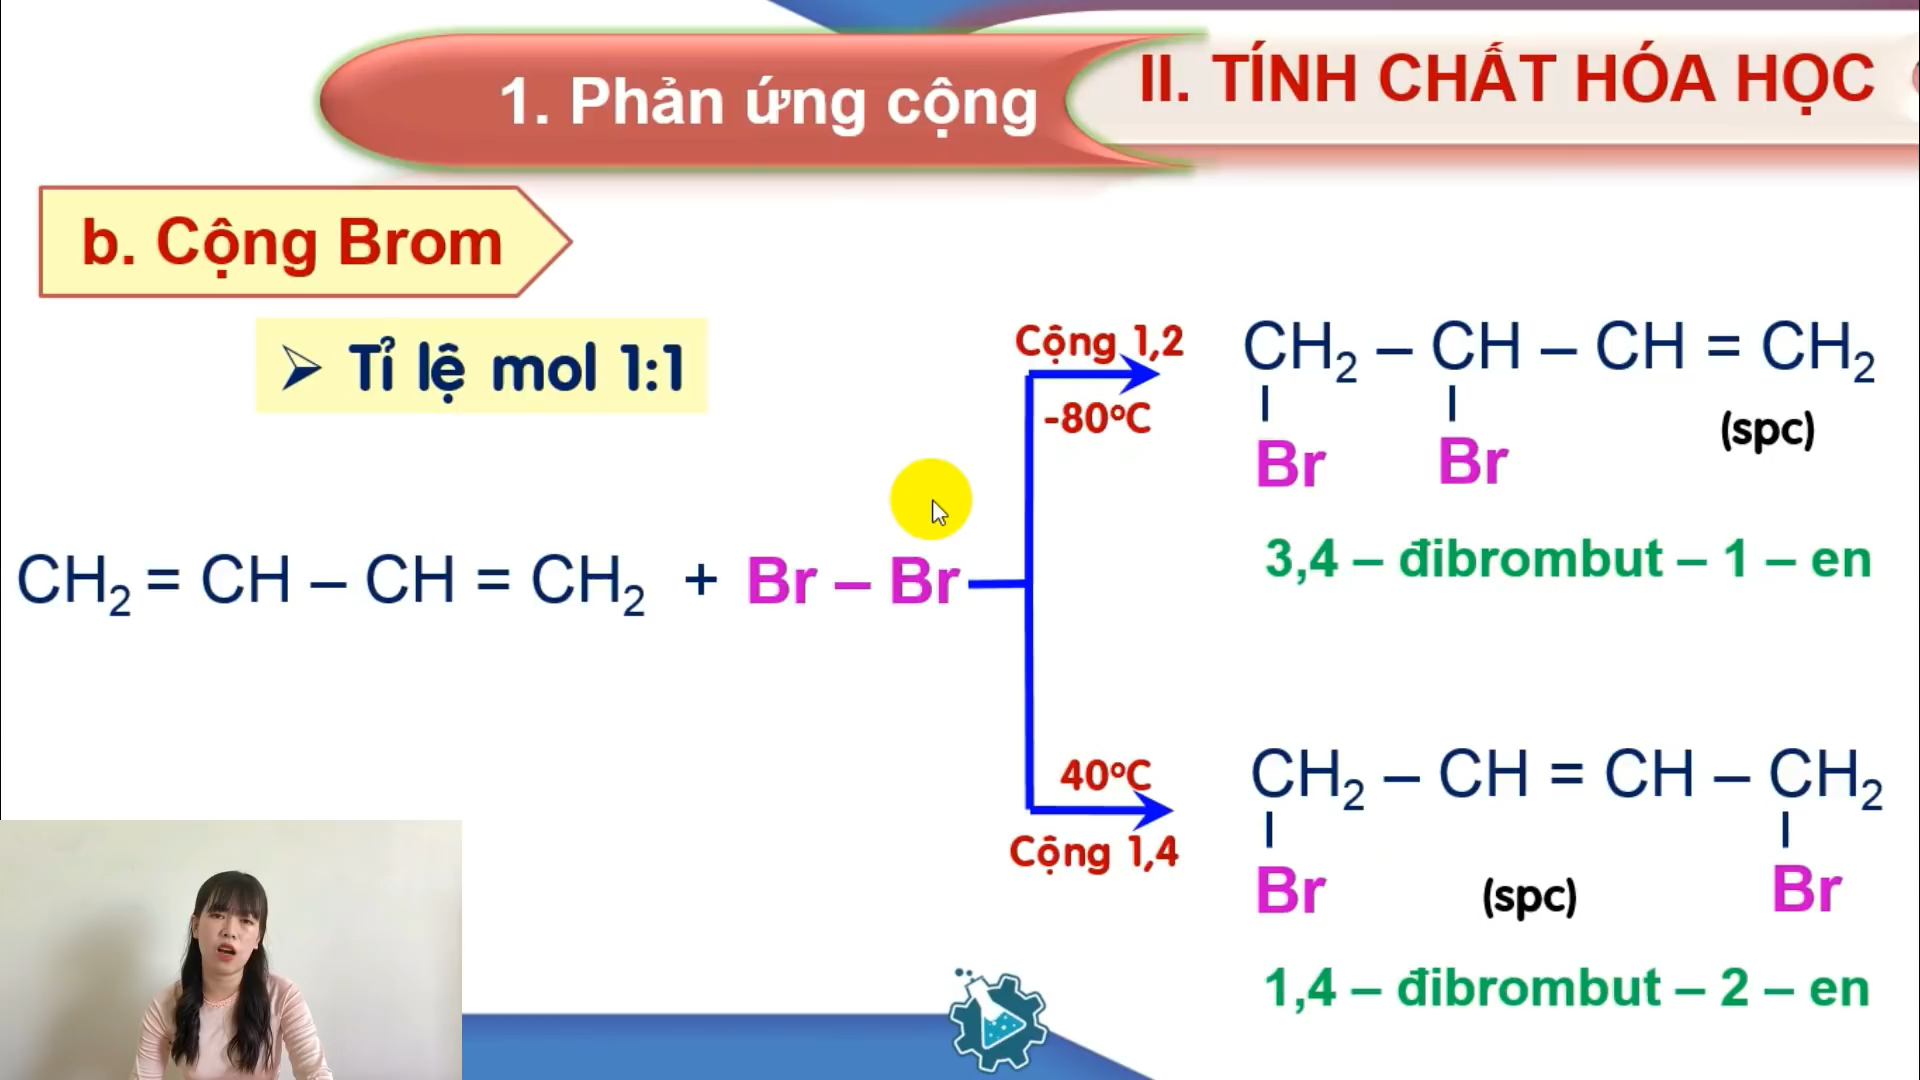 1. Phản ứng cộng
II. TÍNH CHẤT HÓA HỌC
b. Cộng Brom
➢ Tỉ lệ mol 1:1
Cộng 1,2
-80°C
CH₂ – CH – CH = CH₂
Br Br
(spc)
3,4 – đibrombut – 1 – en
CH₂ = CH – CH = CH₂ + Br – Br
40°C
Cộng 1,4
CH₂ – CH = CH – CH₂
Br (spc) Br
1,4 – đibrombut – 2 – en